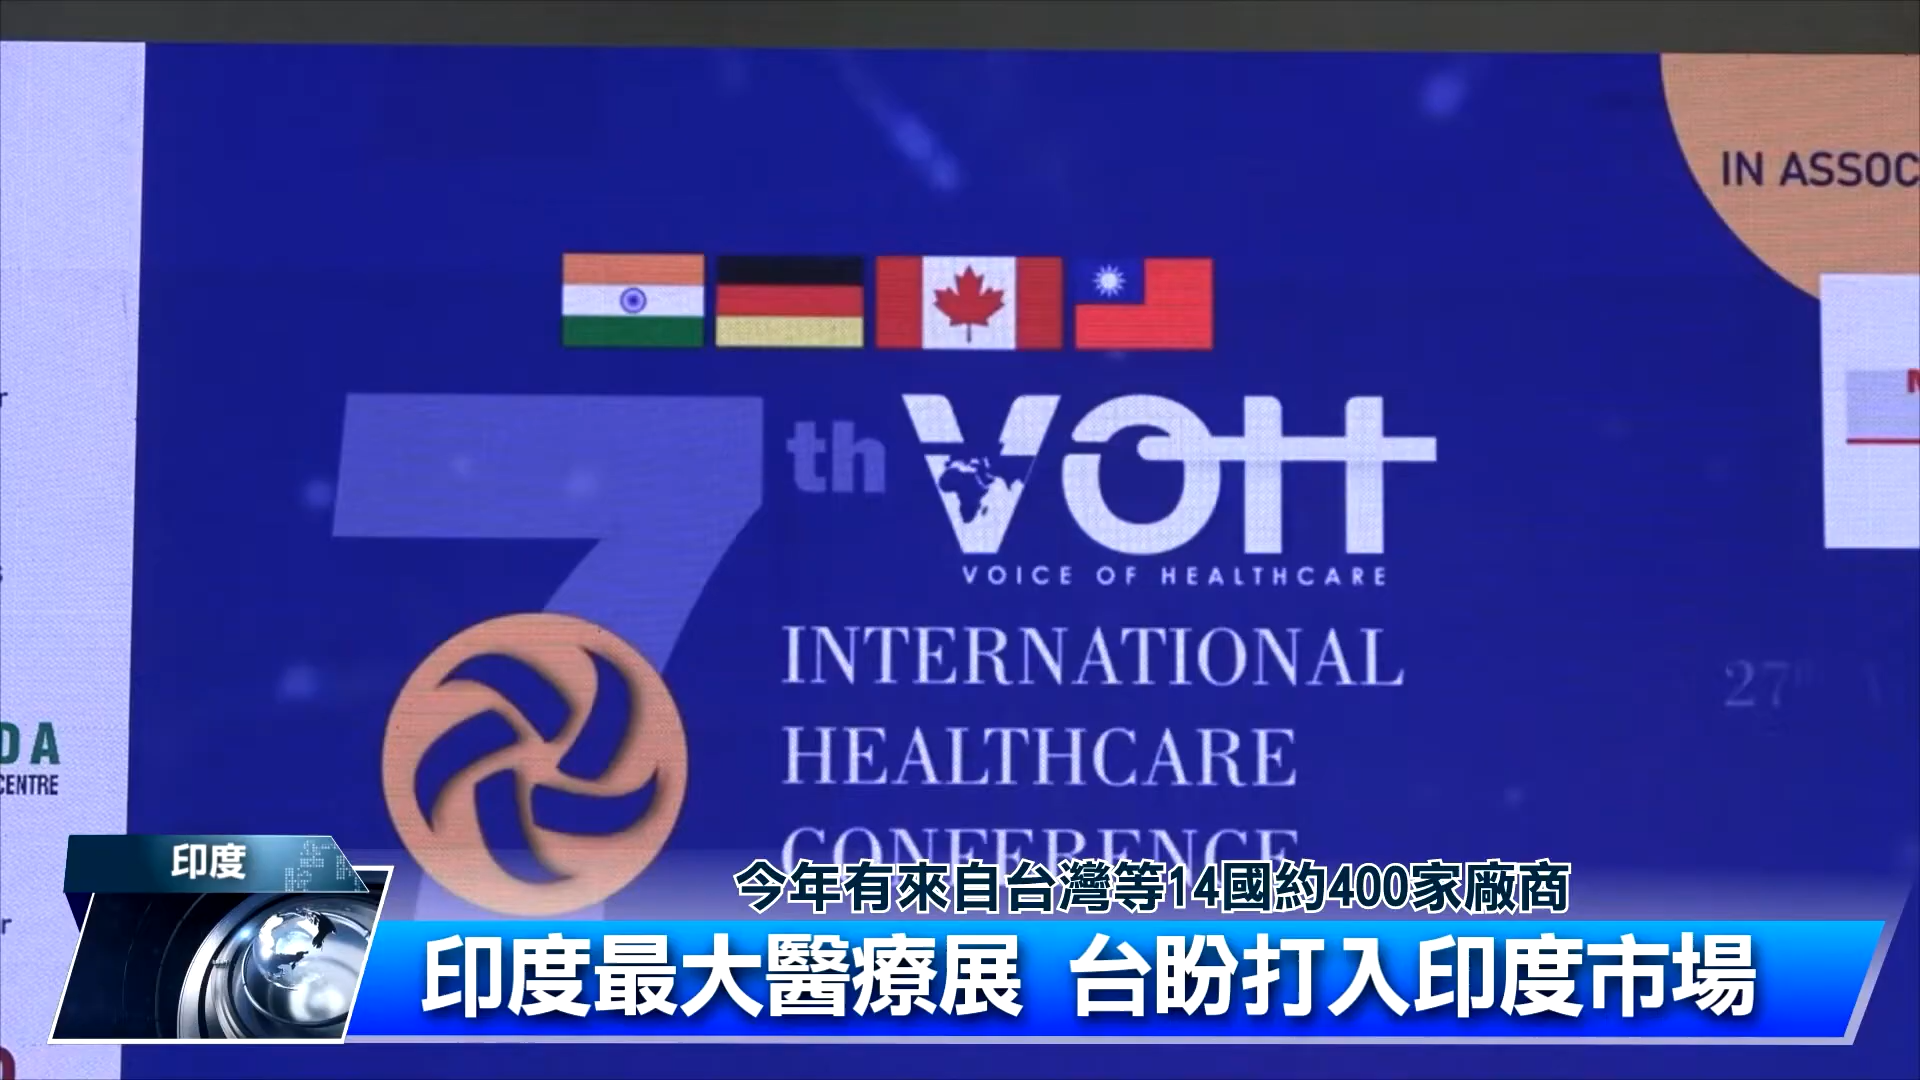 IN ASSOC
7th VOH
VOICE OF HEALTHCARE
INTERNATIONAL
HEALTHCARE
CONFERENCE
27
DA
CENTRE
印度
今年有來自台灣等14國約400家廠商
印度最大醫療展 台盼打入印度市場